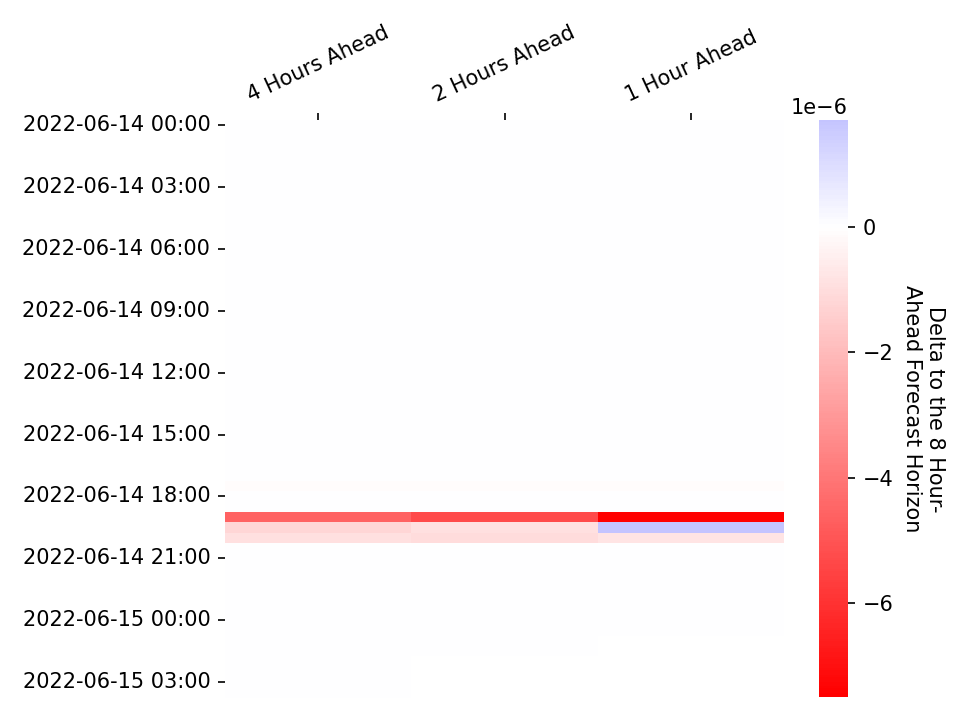 4 Hours Ahead
2 Hours Ahead
1 Hour Ahead
1e−6
2022-06-14 00:00
2022-06-14 03:00
2022-06-14 06:00
2022-06-14 09:00
2022-06-14 12:00
2022-06-14 15:00
2022-06-14 18:00
2022-06-14 21:00
2022-06-15 00:00
2022-06-15 03:00
0
−2
−4
−6
Delta to the 8 Hour-
Ahead Forecast Horizon